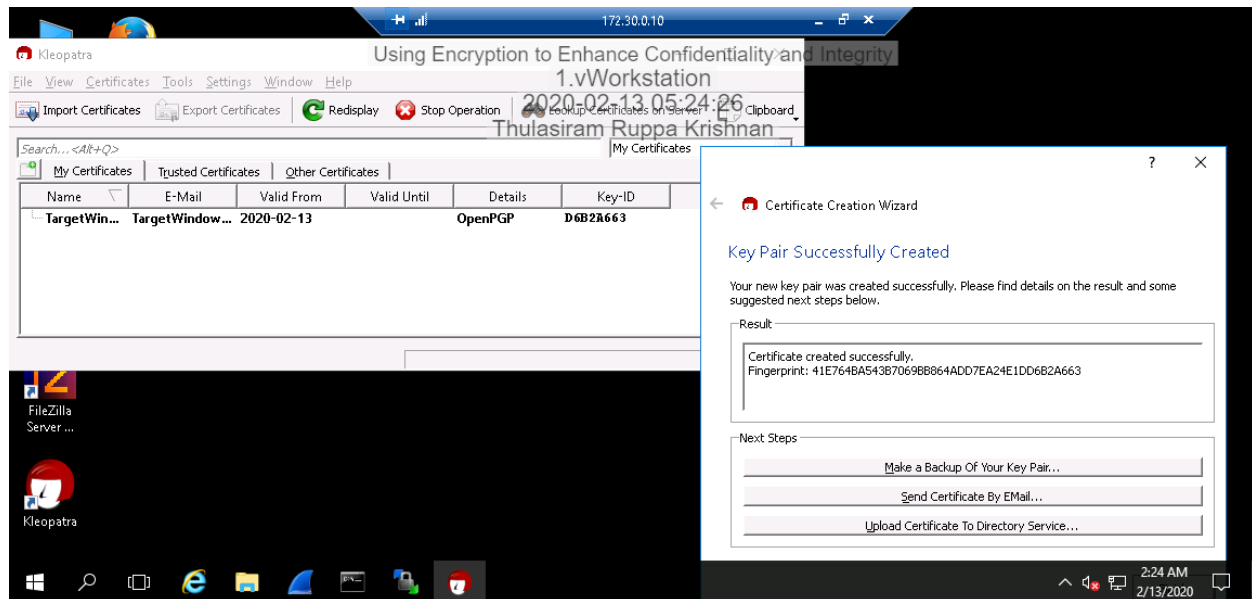 172.30.0.10
Kleopatra
Using Encryption to Enhance Confidentiality and Integrity
1.vWorkstation
2020-02-13 05:24:26
Thulasiram Ruppa Krishnan
File View Certificates Tools Settings Window Help
Import Certificates Export Certificates Redisplay Stop Operation Lookup Certificates on Server Clipboard
Search...<Alt+Q> My Certificates
My Certificates Trusted Certificates Other Certificates
Name E-Mail Valid From Valid Until Details Key-ID
TargetWin... TargetWindow... 2020-02-13 OpenPGP D6B2A663
? 
Certificate Creation Wizard
Key Pair Successfully Created
Your new key pair was created successfully. Please find details on the result and some
suggested next steps below.
Result
Certificate created successfully.
Fingerprint: 41E764BA543B7069BB864ADD7EA24E1DD6B2A663
Next Steps
Make a Backup Of Your Key Pair...
Send Certificate By EMail...
Upload Certificate To Directory Service...
FileZilla
Server ...
Kleopatra
2:24 AM
2/13/2020